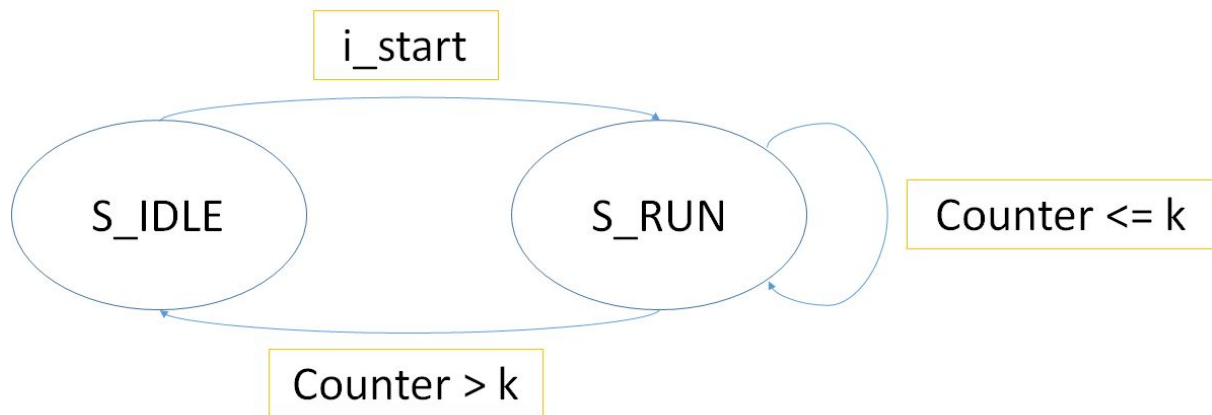 i_start
S_IDLE
S_RUN
Counter <= k
Counter > k